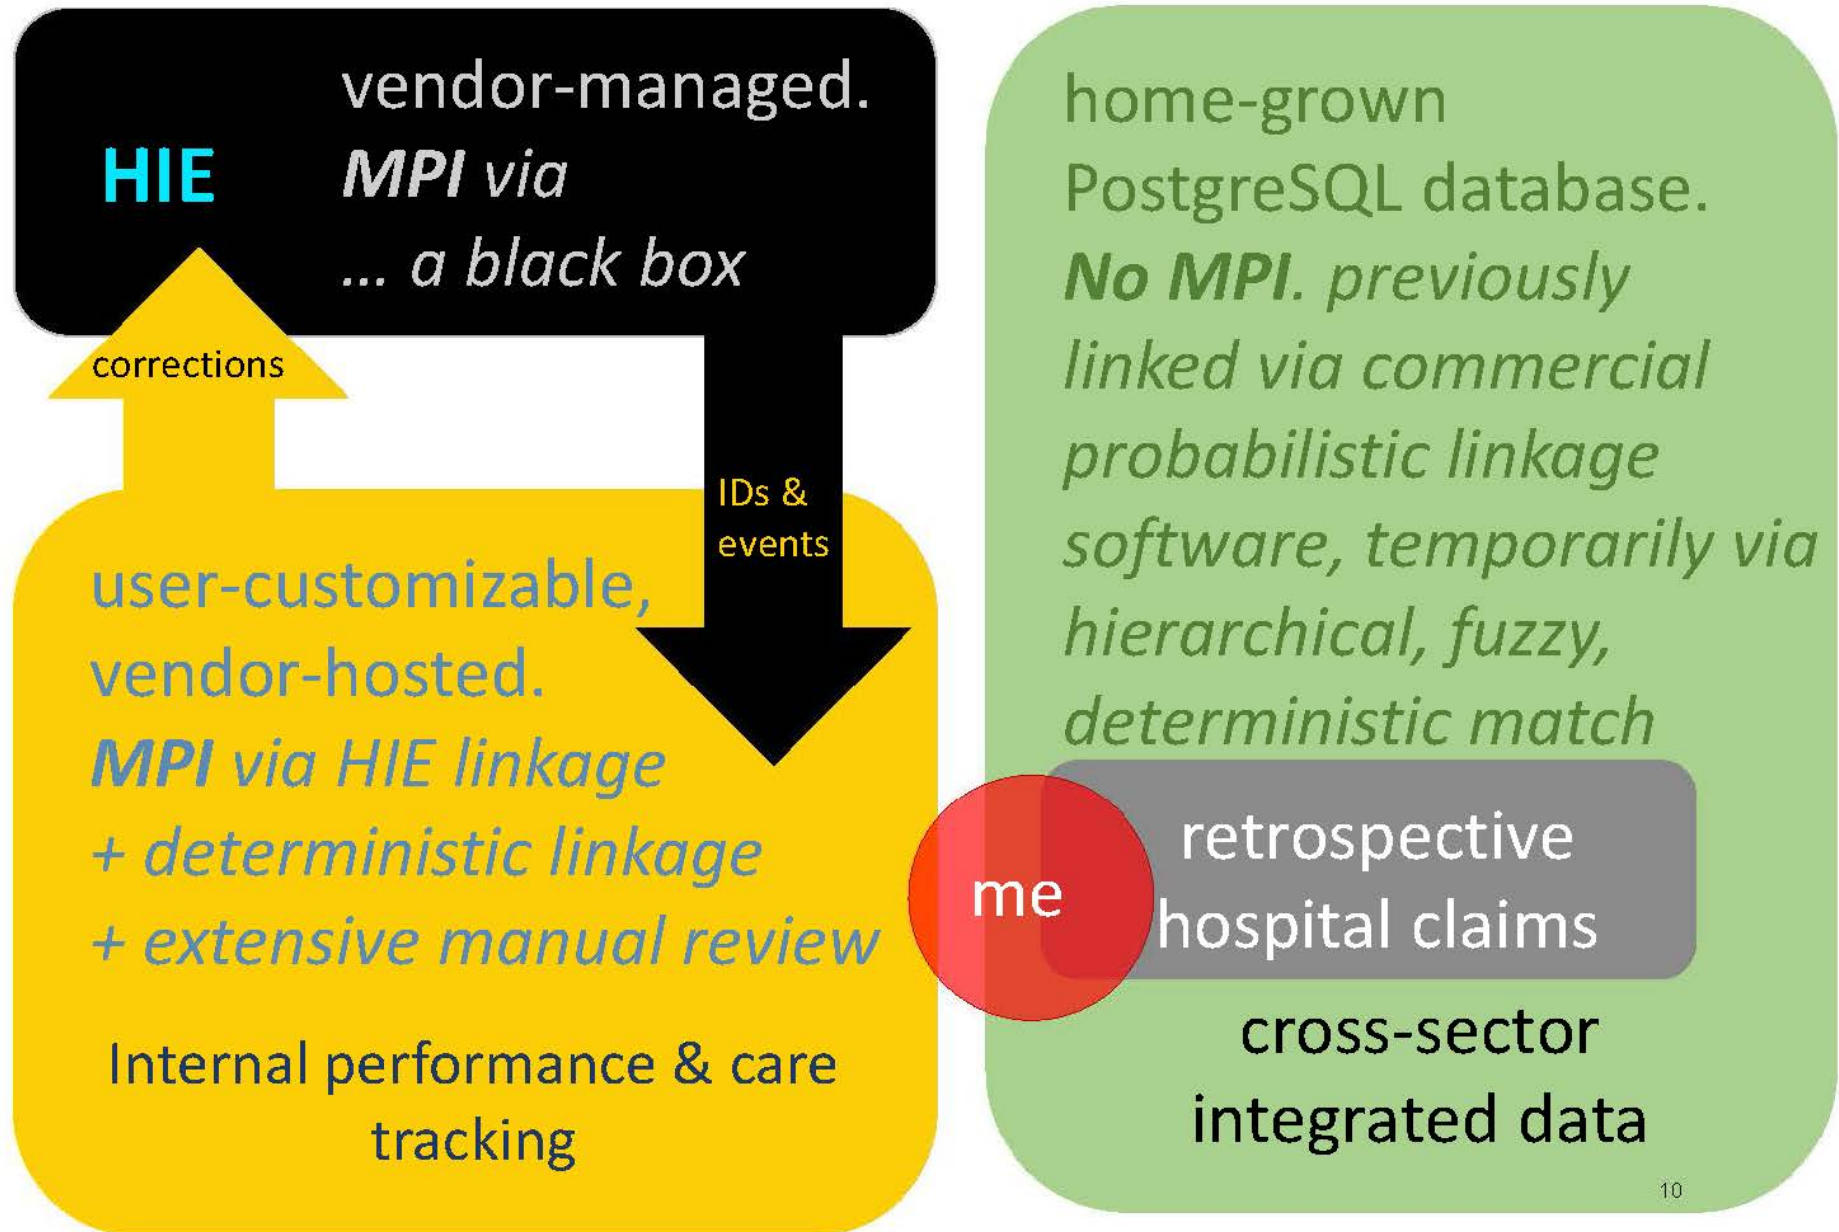 HIE
vendor-managed.
MPI via
... a black box
corrections
IDs &
events
user-customizable,
vendor-hosted.
MPI via HIE linkage
+ deterministic linkage
+ extensive manual review
Internal performance & care
tracking
me
home-grown
PostgreSQL database.
No MPI. previously
linked via commercial
probabilistic linkage
software, temporarily via
hierarchical, fuzzy,
deterministic match
retrospective
hospital claims
cross-sector
integrated data
10